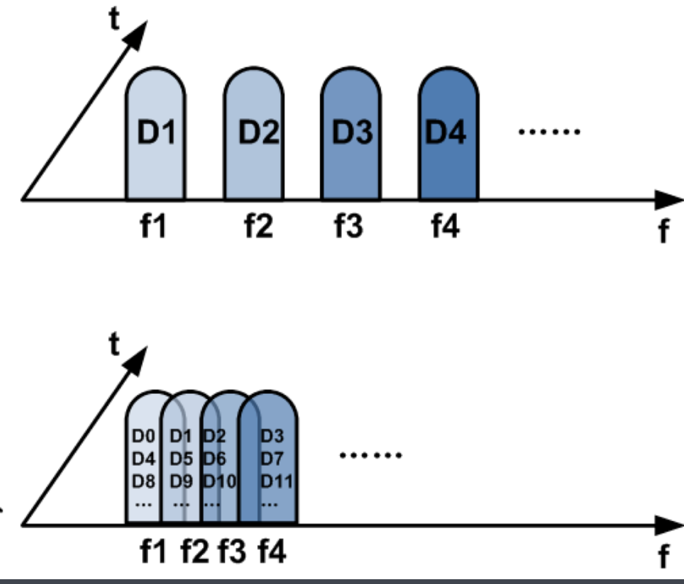 t
D1 D2 D3 D4 ......
f1 f2 f3 f4
f
t
D0 D1 D2 D3
D4 D5 D6 D7
D8 D9 D10 D11
... ... ... ...
......
f1 f2 f3 f4
f